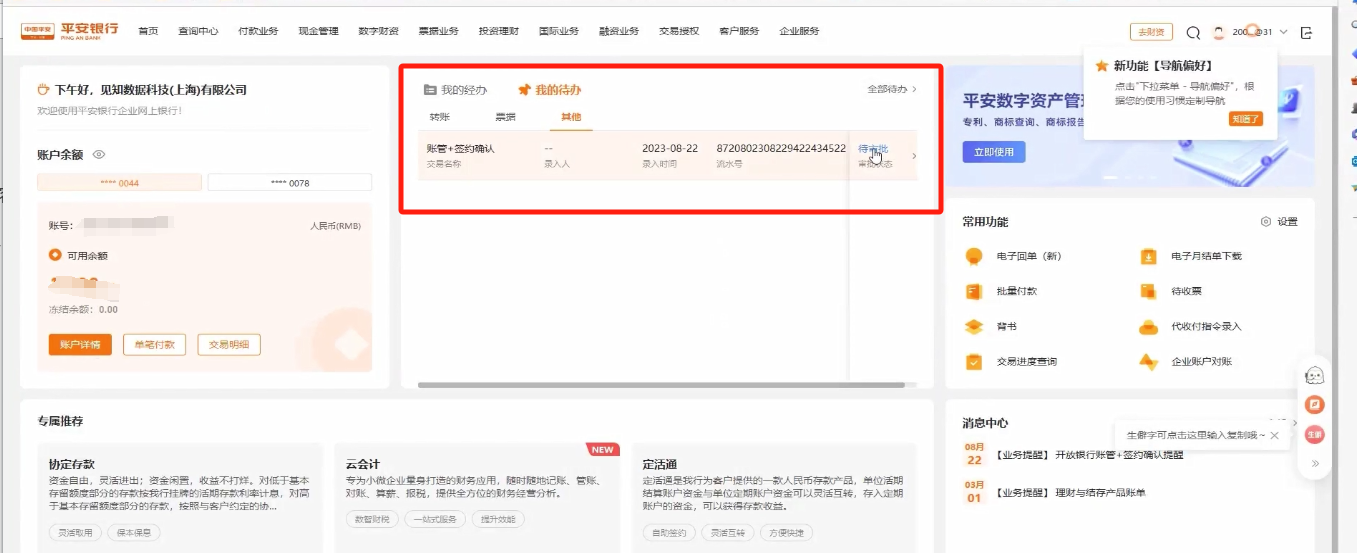 中国平安 平安银行
PING AN BANK
首页 查询中心 付款业务 现金管理 数字财资 票据业务 投资理财 国际业务 融资业务 交易授权 客户服务 企业服务
去财资
下午好，见知数据科技(上海)有限公司
欢迎使用平安银行企业网上银行！
账户余额
**** 0044
**** 0078
账号:
人民币(RMB)
可用余额
冻结余额: 0.00
账户详情 单笔付款 交易明细
我的经办 我的待办 全部待办 >
转账 票据 其他
账管+签约确认 -- 2023-08-22 8720802308229422434522 待审批
交易名称 录入人 录入时间 流水号 审批状态
平安数字资产管
专利、商标查询、商标报告
立即使用
新功能【导航偏好】
点击"下拉菜单 - 导航偏好"，根
据您的使用习惯定制导航
知道了
常用功能 设置
电子回单（新） 电子月结单下载
批量付款 待收票
背书 代收付指令录入
交易进度查询 企业账户对账
专属推荐
协定存款
资金自由，灵活进出；资金闲置，收益不打烊。对低于基本
存留额度部分的存款按我行挂牌的活期存款利率计息，对高
于基本存留额度部分的存款，按照与客户约定的协...
灵活取用 保本保息
NEW
云会计
专为小微企业量身打造的财务应用，随时随地记账、管账、
对账、算薪、报税，提供全方位的财务经营分析。
数智财税 一站式服务 提升效能
定活通
定活通是我行为客户提供的一款人民币存款产品，单位活期
结算账户资金与单位定期账户资金可以灵活互转，存入定期
账户的资金，可以获得存款收益。
自助签约 灵活互转 方便快捷
消息中心
生僻字可点击这里输入复制哦~
生僻
08月
22
【业务提醒】 开放银行账管+签约确认提醒
03月
01
【业务提醒】 理财与结存产品账单